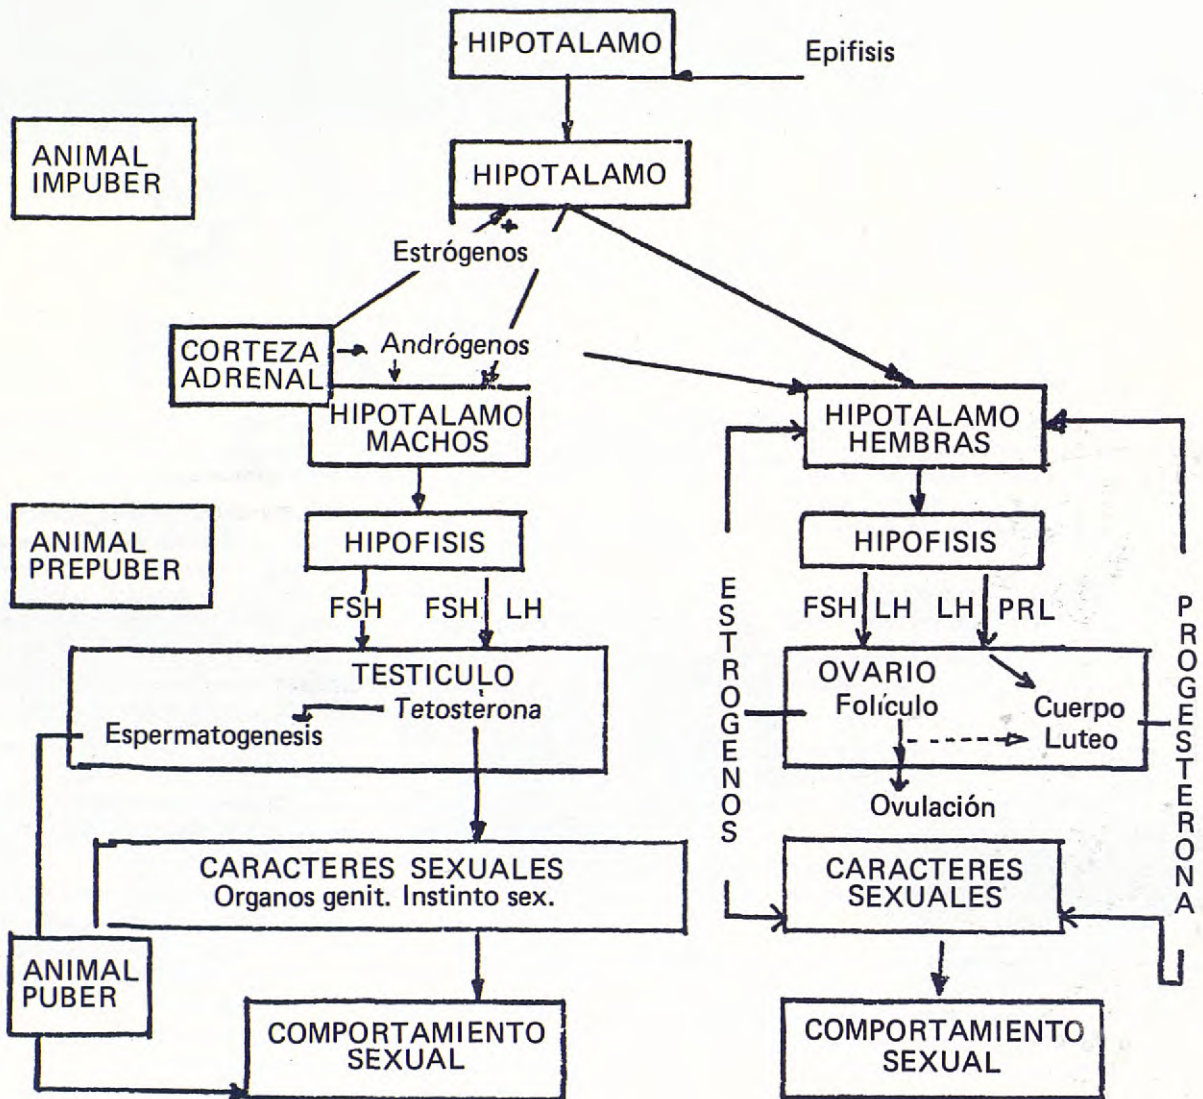 HIPOTALAMO
Epifisis
ANIMAL
IMPUBER
HIPOTALAMO
+
Estrógenos
CORTEZA
ADRENAL
Andrógenos
HIPOTALAMO
MACHOS
HIPOTALAMO
HEMBRAS
ANIMAL
PREPUBER
HIPOFISIS
HIPOFISIS
FSH FSH LH
FSH LH LH PRL
ESTROGENOS
PROGESTERONA
TESTICULO
Tetosterona
Espermatogenesis
OVARIO
Folículo
Cuerpo
Luteo
Ovulación
CARACTERES SEXUALES
Organos genit. Instinto sex.
CARACTERES
SEXUALES
ANIMAL
PUBER
COMPORTAMIENTO
SEXUAL
COMPORTAMIENTO
SEXUAL